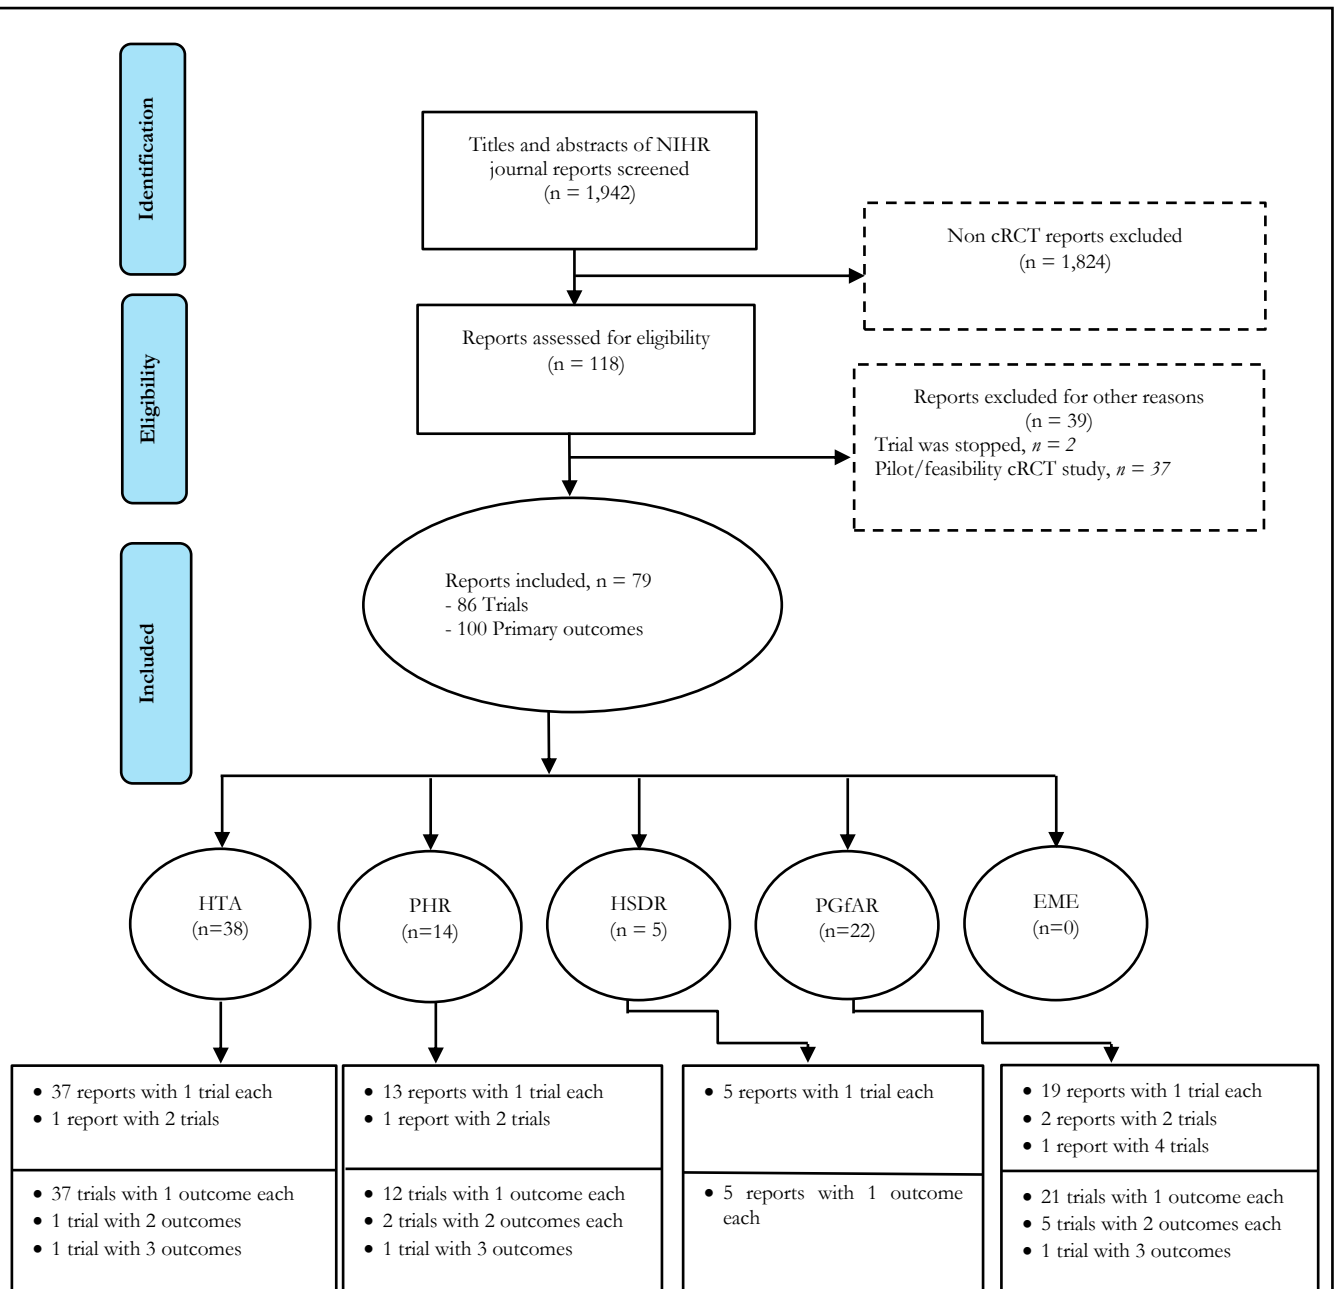 Identification
Titles and abstracts of NIHR
journal reports screened
(n = 1,942)
Non cRCT reports excluded
(n = 1,824)
Eligibility
Reports assessed for eligibility
(n = 118)
Reports excluded for other reasons
(n = 39)
Trial was stopped, n = 2
Pilot/feasibility cRCT study, n = 37
Included
Reports included, n = 79
- 86 Trials
- 100 Primary outcomes
HTA
(n=38)
PHR
(n=14)
HSDR
(n = 5)
PGfAR
(n=22)
EME
(n=0)
• 37 reports with 1 trial each
• 1 report with 2 trials
• 37 trials with 1 outcome each
• 1 trial with 2 outcomes
• 1 trial with 3 outcomes
• 13 reports with 1 trial each
• 1 report with 2 trials
• 12 trials with 1 outcome each
• 2 trials with 2 outcomes each
• 1 trial with 3 outcomes
• 5 reports with 1 trial each
• 5 reports with 1 outcome
each
• 19 reports with 1 trial each
• 2 reports with 2 trials
• 1 report with 4 trials
• 21 trials with 1 outcome each
• 5 trials with 2 outcomes each
• 1 trial with 3 outcomes